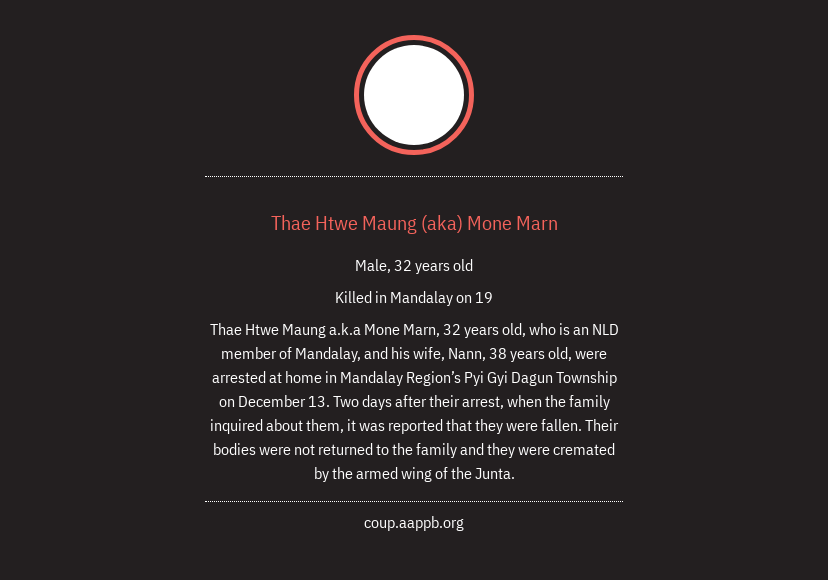 Thae Htwe Maung (aka) Mone Marn
Male, 32 years old
Killed in Mandalay on 19
Thae Htwe Maung a.k.a Mone Marn, 32 years old, who is an NLD
member of Mandalay, and his wife, Nann, 38 years old, were
arrested at home in Mandalay Region’s Pyi Gyi Dagun Township
on December 13. Two days after their arrest, when the family
inquired about them, it was reported that they were fallen. Their
bodies were not returned to the family and they were cremated
by the armed wing of the Junta.
coup.aappb.org